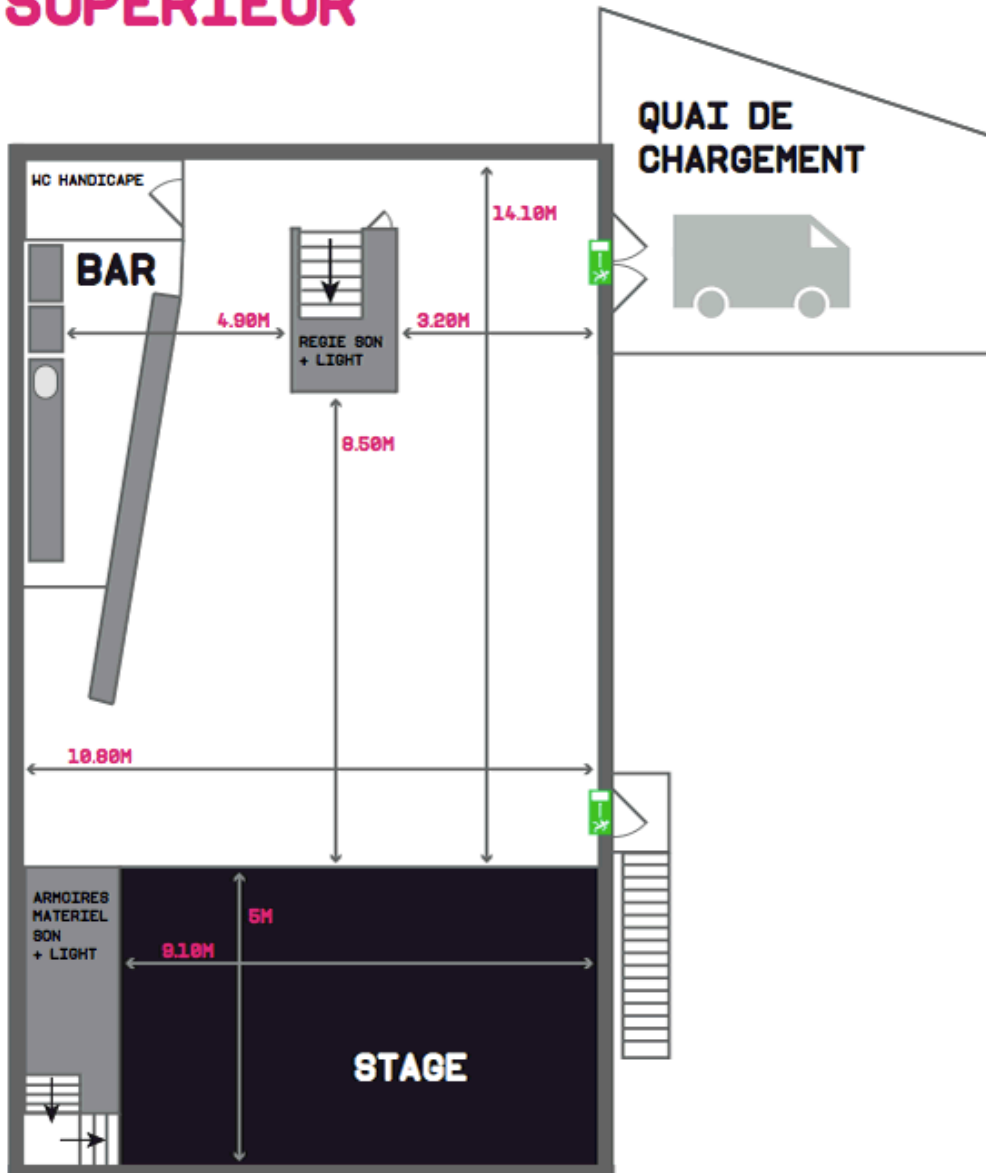 SUPERIEUR
QUAI DE
CHARGEMENT
WC HANDICAPE
14.10M
BAR
4.90M
3.20M
REGIE SON
+ LIGHT
8.50M
10.80M
ARMOIRES
MATERIEL
SON
+ LIGHT
5M
9.10M
STAGE